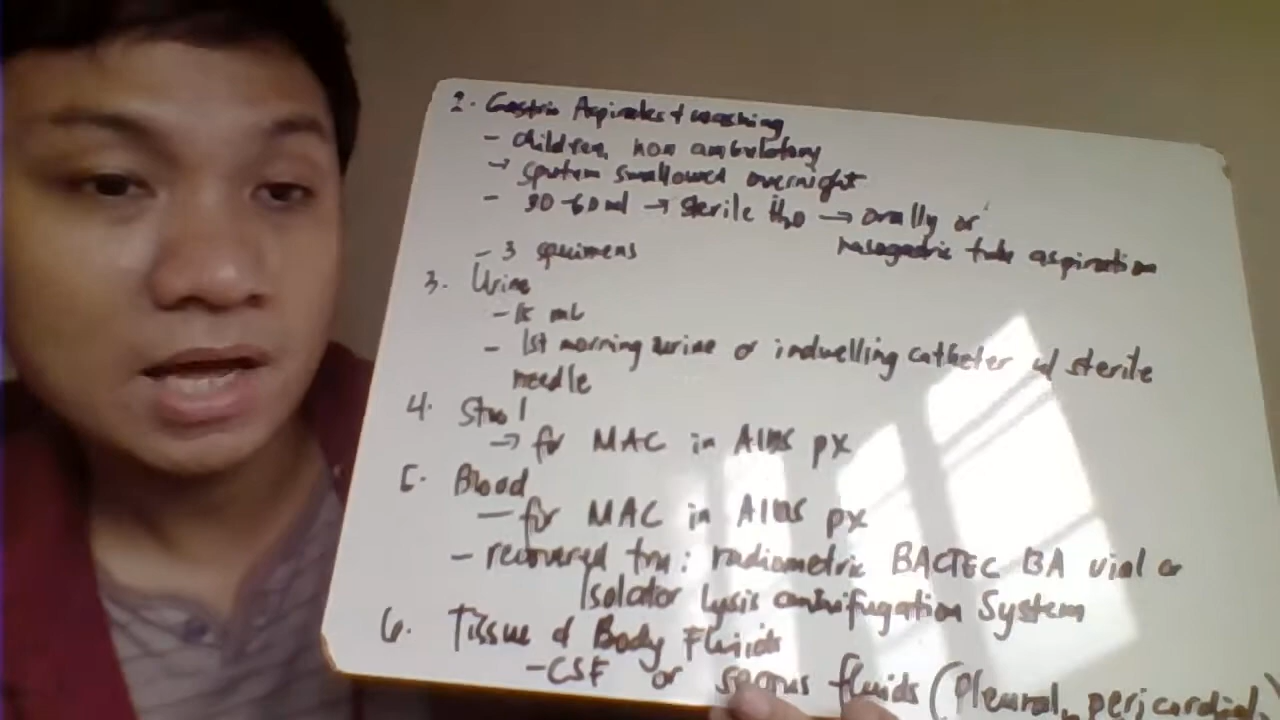 2. Gastric Aspirates & washing
- children, non ambulatory
→ sputum swallowed overnight
- 30-60ml → sterile H2O → orally or
nasogastric tube aspiration
- 3 specimens
3. Urine
- 15 mL
- 1st morning urine or indwelling catheter w/ sterile
needle
4. Stool
→ for MAC in AIDS px
5. Blood
- for MAC in AIDS px
- recovered thru: radiometric BACTEC BA vial or
Isolator lysis centrifugation System
6. Tissue & Body Fluids
- CSF or serous fluids (Pleural, pericardial,